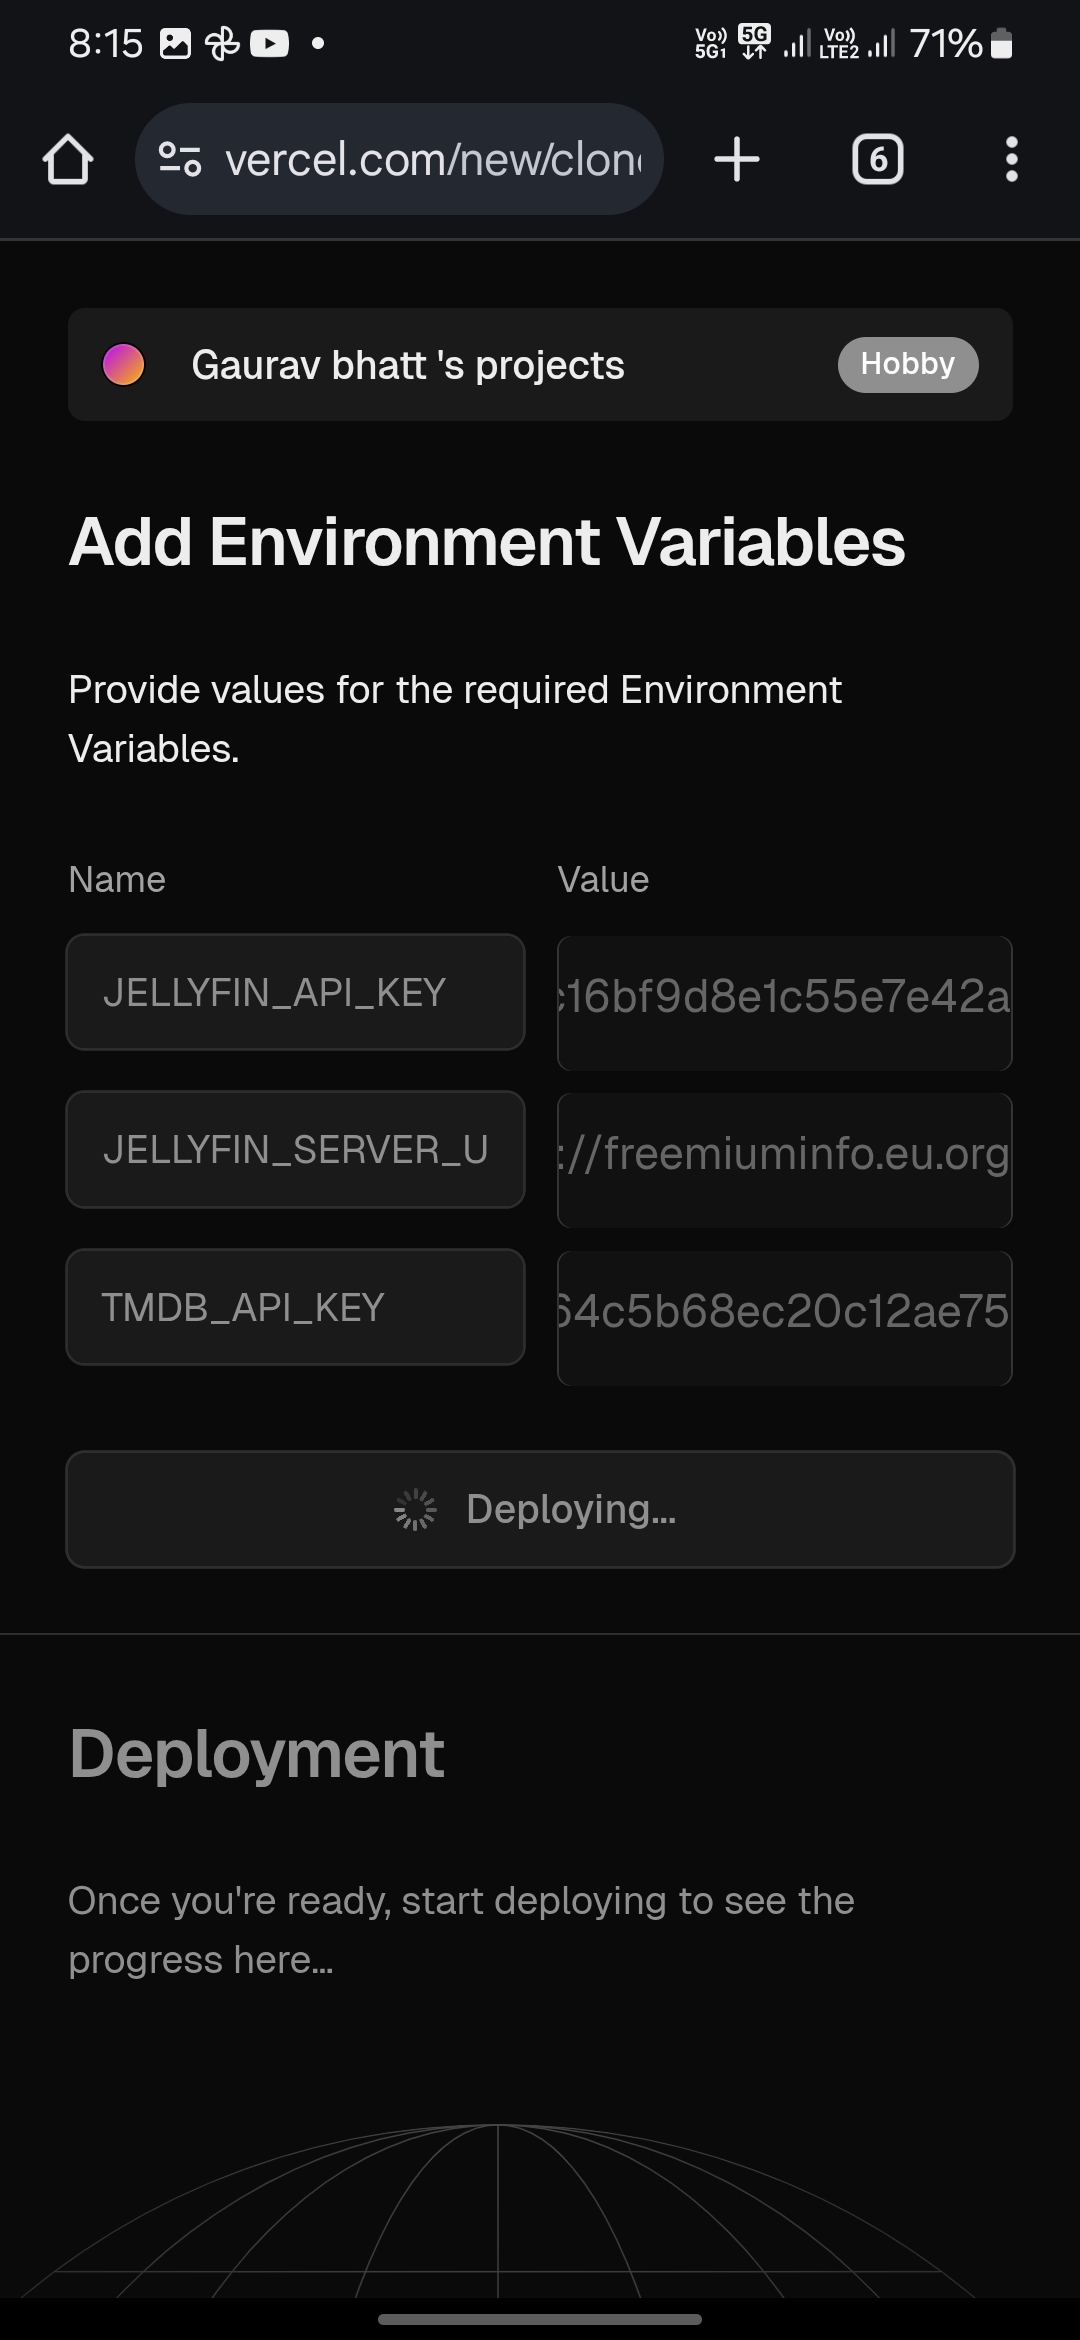 8:15
Vo)) 5G1 5G Vo)) LTE2 71%
vercel.com/new/clon
6
Gaurav bhatt 's projects
Hobby
Add Environment Variables
Provide values for the required Environment
Variables.
Name Value
JELLYFIN_API_KEY c16bf9d8e1c55e7e42a
JELLYFIN_SERVER_U ://freemiuminfo.eu.org
TMDB_API_KEY 64c5b68ec20c12ae75
Deploying...
Deployment
Once you're ready, start deploying to see the
progress here...